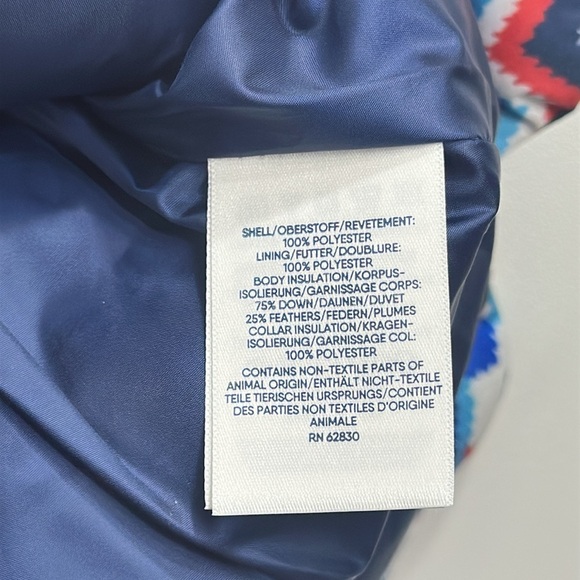 SHELL/OBERSTOFF/REVETEMENT:
100% POLYESTER
LINING/FUTTER/DOUBLURE:
100% POLYESTER
BODY INSULATION/KORPUS-
ISOLIERUNG/GARNISSAGE CORPS:
75% DOWN/DAUNEN/DUVET
25% FEATHERS/FEDERN/PLUMES
COLLAR INSULATION/KRAGEN-
ISOLIERUNG/GARNISSAGE COL:
100% POLYESTER
CONTAINS NON-TEXTILE PARTS OF
ANIMAL ORIGIN/ENTHÄLT NICHT-TEXTILE
TEILE TIERISCHEN URSPRUNGS/CONTIENT
DES PARTIES NON TEXTILES D'ORIGINE
ANIMALE
RN 62830